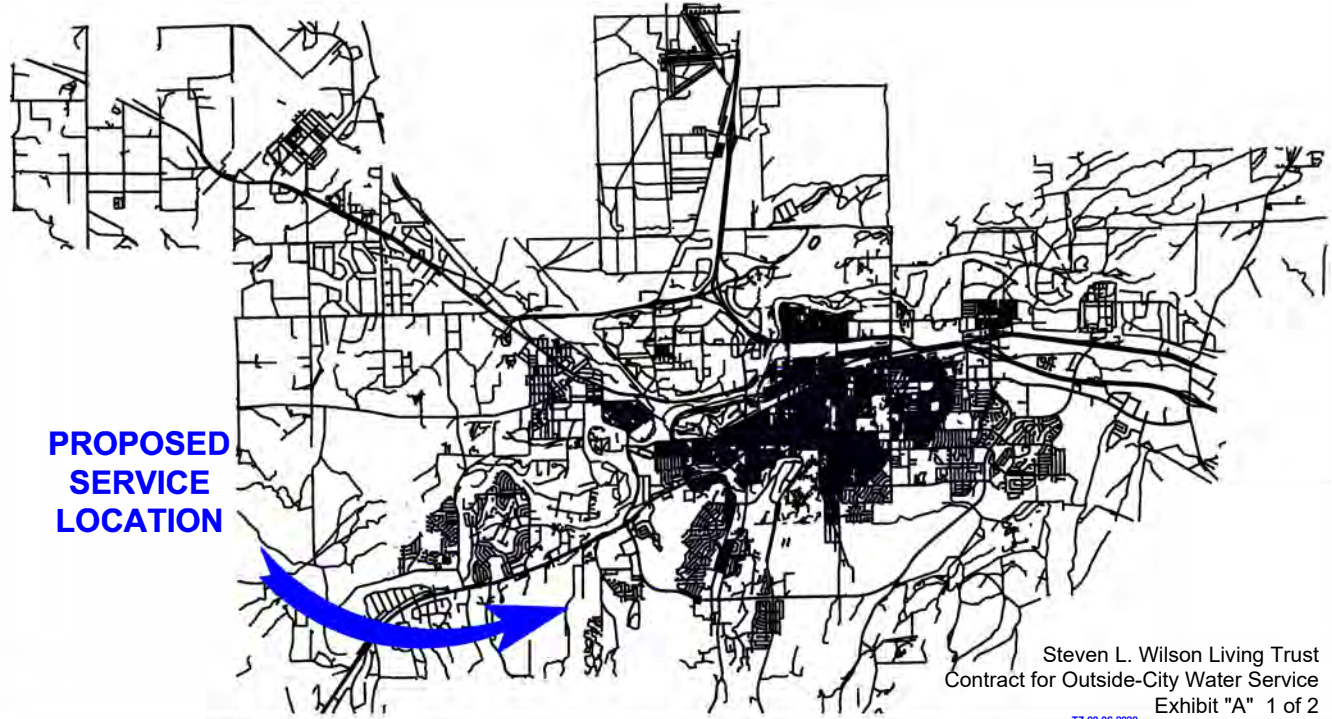 PROPOSED
SERVICE
LOCATION
Steven L. Wilson Living Trust
Contract for Outside-City Water Service
Exhibit "A" 1 of 2